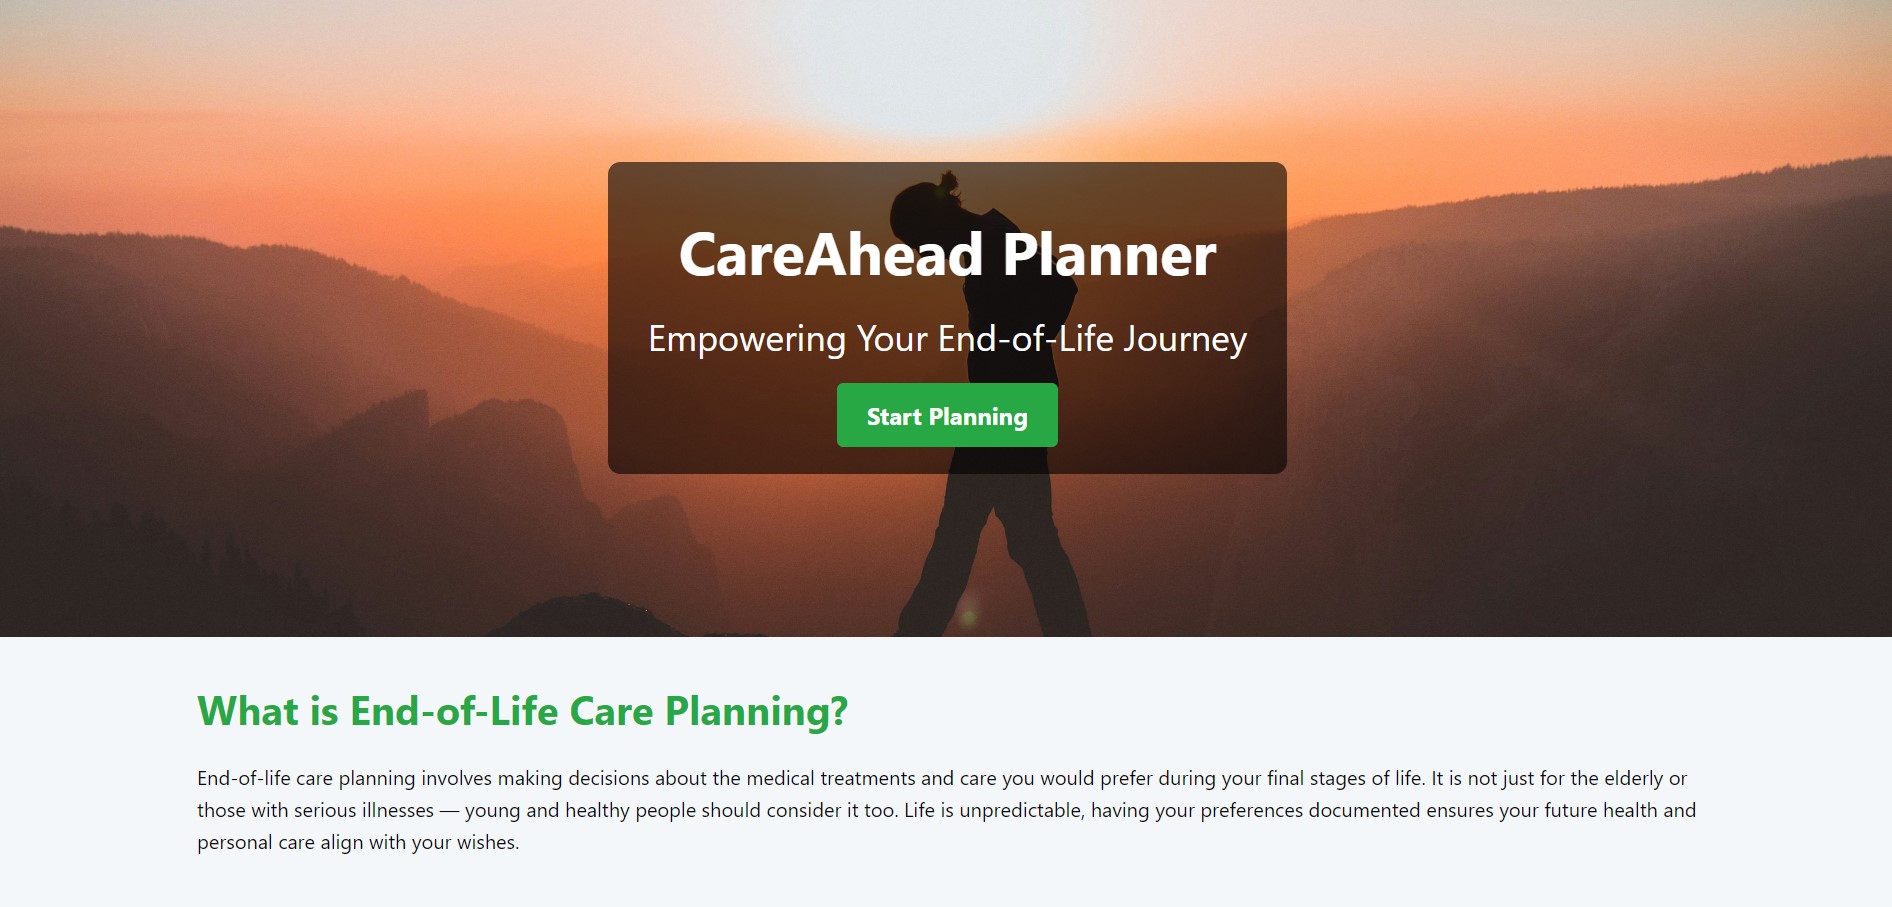 CareAhead Planner
Empowering Your End-of-Life Journey
Start Planning
What is End-of-Life Care Planning?
End-of-life care planning involves making decisions about the medical treatments and care you would prefer during your final stages of life. It is not just for the elderly or
those with serious illnesses — young and healthy people should consider it too. Life is unpredictable, having your preferences documented ensures your future health and
personal care align with your wishes.